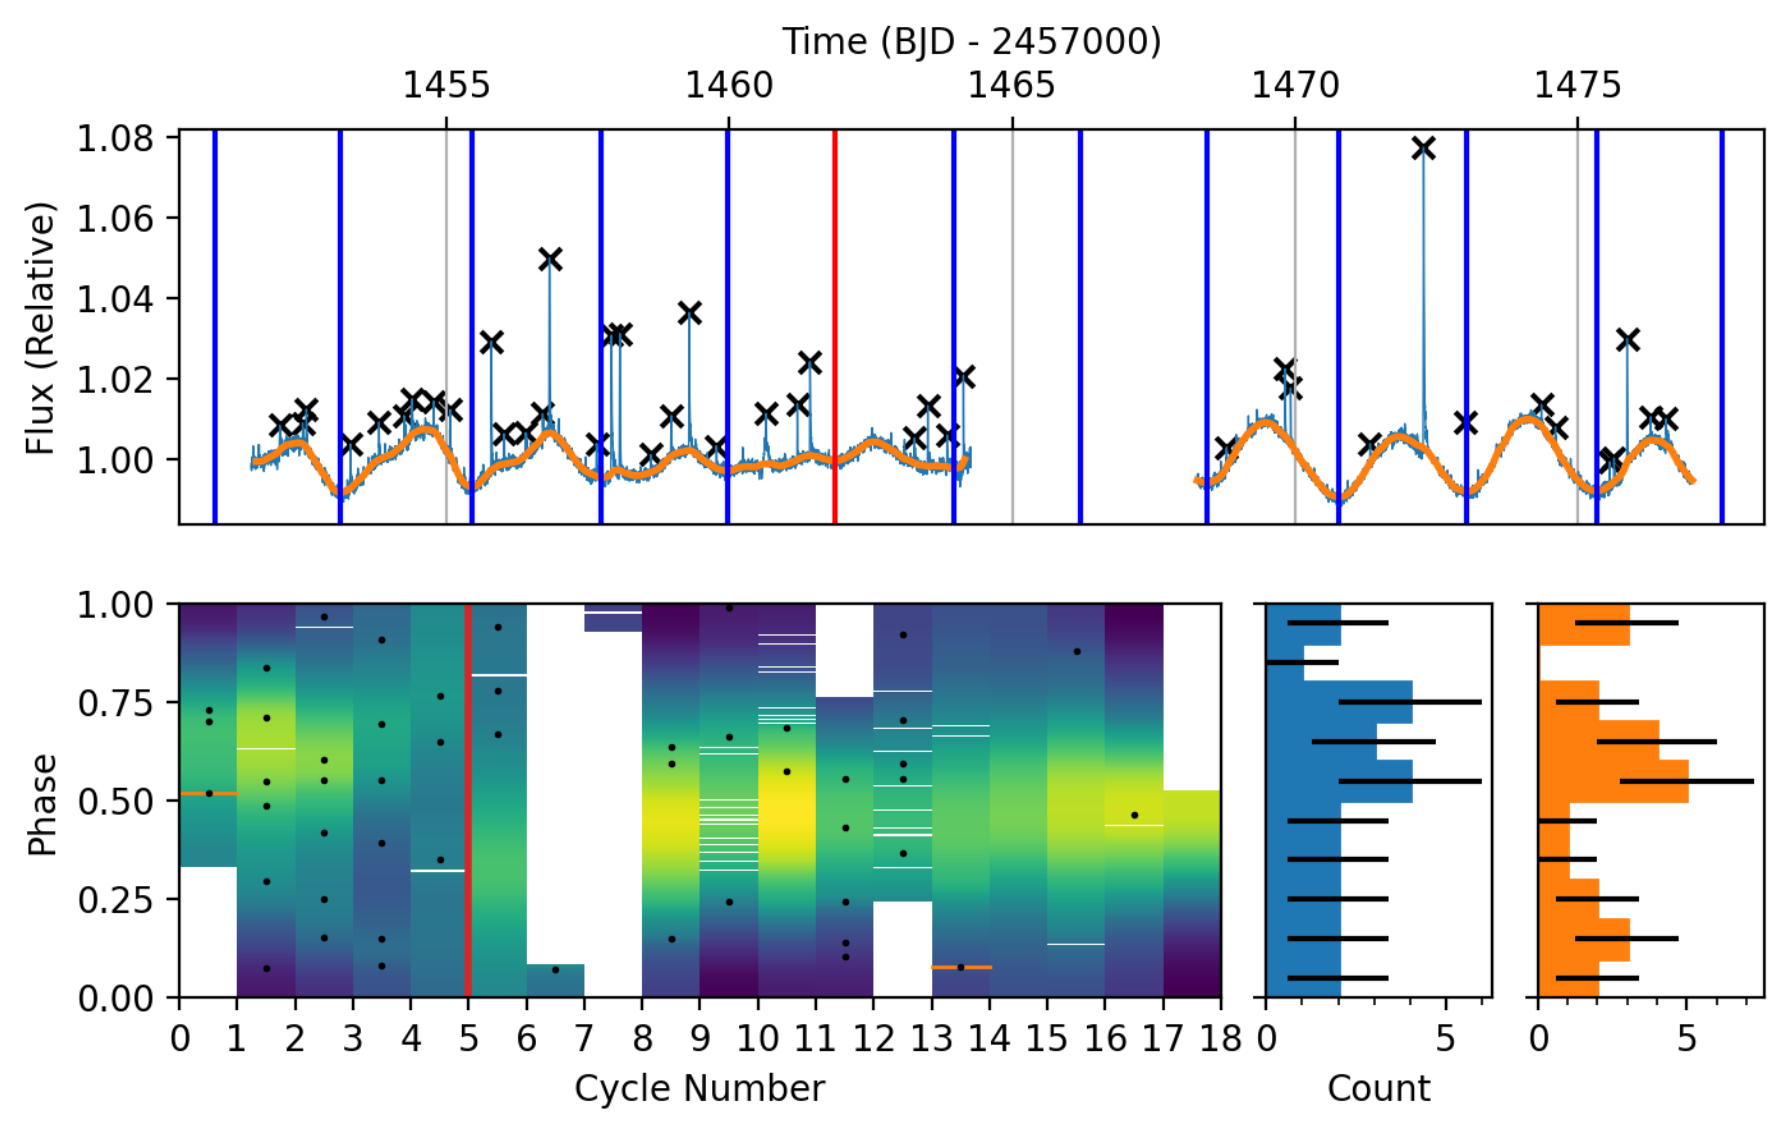 Time (BJD - 2457000)
1455 1460 1465 1470 1475
1.08
1.06
1.04
1.02
1.00
Flux (Relative)
1.00
0.75
0.50
0.25
0.00
Phase
0 1 2 3 4 5 6 7 8 9 10 11 12 13 14 15 16 17 18 0 5 0 5
Cycle Number Count